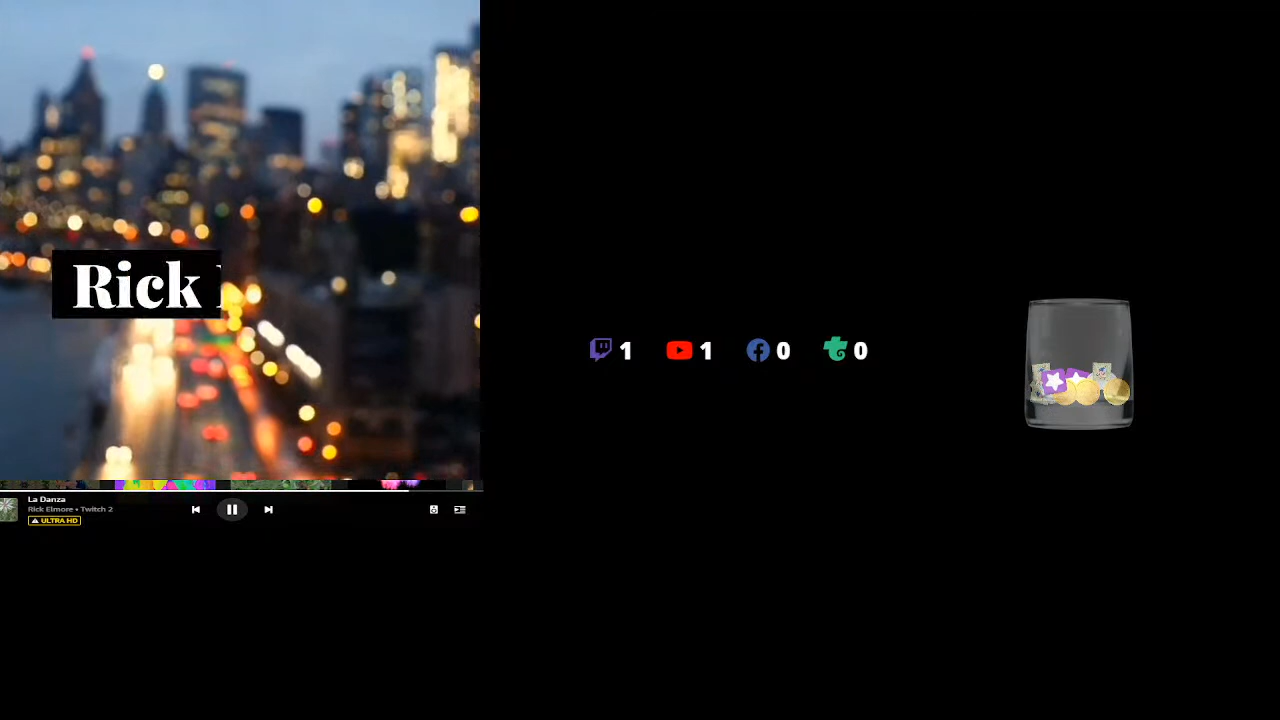 Rick
1
1
0
0
La Danza
Rick Elmore • Twitch 2
ULTRA HD